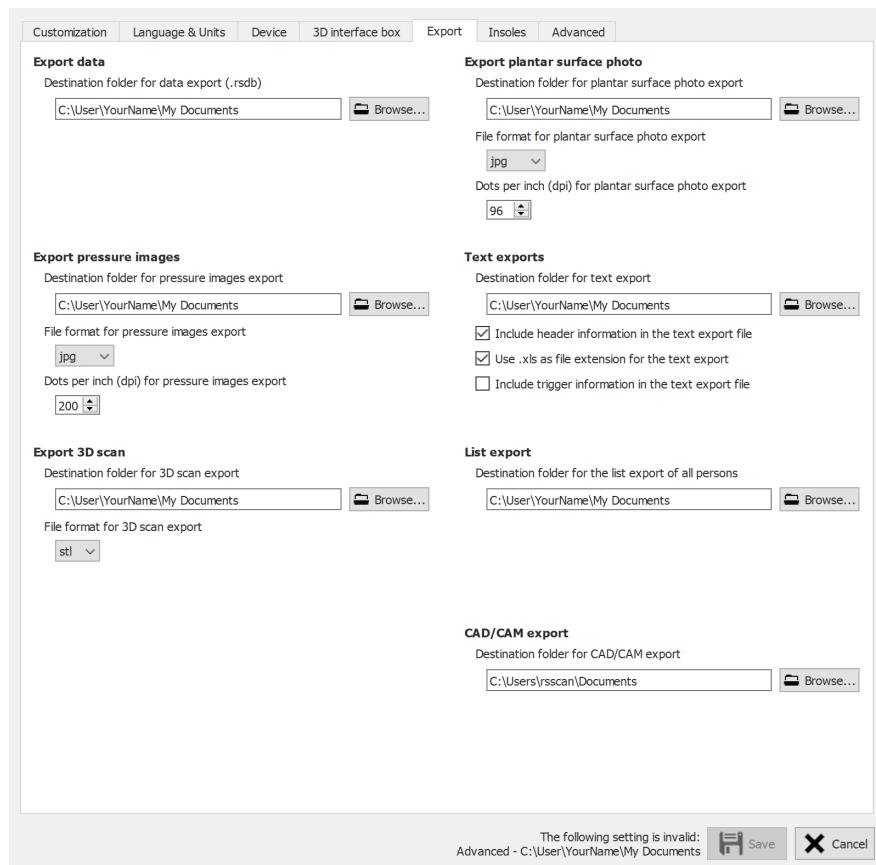 Customization Language & Units Device 3D interface box Export Insoles Advanced
Export data
Destination folder for data export (.rsdb)
C:\User\YourName\My Documents Browse...
Export plantar surface photo
Destination folder for plantar surface photo export
C:\User\YourName\My Documents Browse...
File format for plantar surface photo export
jpg
Dots per inch (dpi) for plantar surface photo export
96
Export pressure images
Destination folder for pressure images export
C:\User\YourName\My Documents Browse...
File format for pressure images export
jpg
Dots per inch (dpi) for pressure images export
200
Text exports
Destination folder for text export
C:\User\YourName\My Documents Browse...
Include header information in the text export file
Use .xls as file extension for the text export
Include trigger information in the text export file
Export 3D scan
Destination folder for 3D scan export
C:\User\YourName\My Documents Browse...
File format for 3D scan export
stl
List export
Destination folder for the list export of all persons
C:\User\YourName\My Documents Browse...
CAD/CAM export
Destination folder for CAD/CAM export
C:\Users\rsscan\Documents Browse...
The following setting is invalid:
Advanced - C:\User\YourName\My Documents
Save Cancel